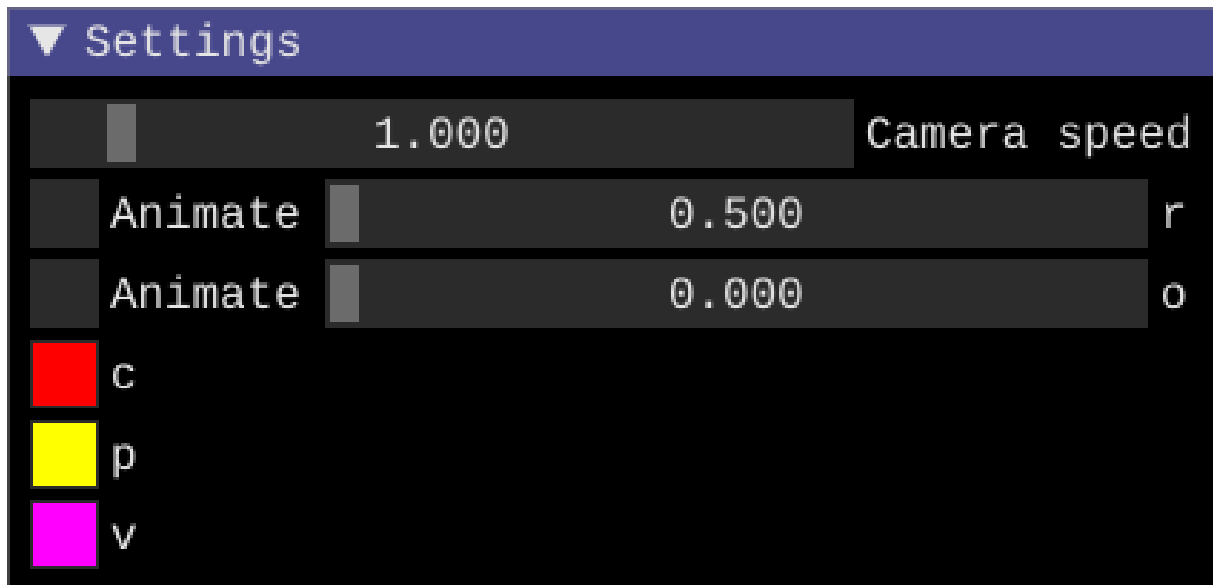 Settings
1.000 Camera speed
Animate 0.500 r
Animate 0.000 o
c
p
v